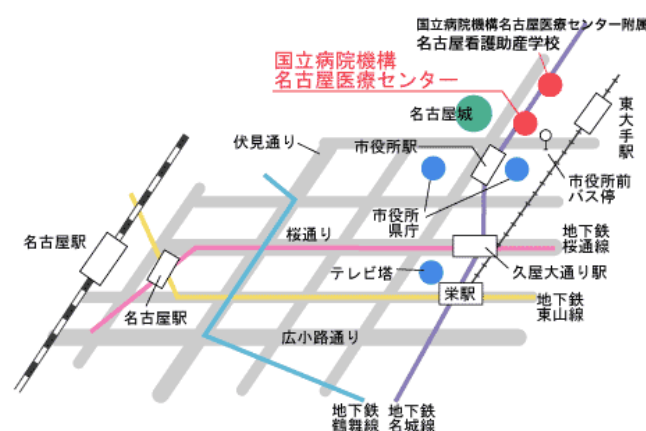 国立病院機構名古屋医療センター附属
名古屋看護助産学校
国立病院機構
名古屋医療センター
名古屋城
東大手駅
伏見通り
市役所駅
市役所前
バス停
市役所
県庁
名古屋駅
桜通り
地下鉄
桜通線
久屋大通り駅
テレビ塔
栄駅
名古屋駅
地下鉄
東山線
広小路通り
地下鉄
鶴舞線
地下鉄
名城線